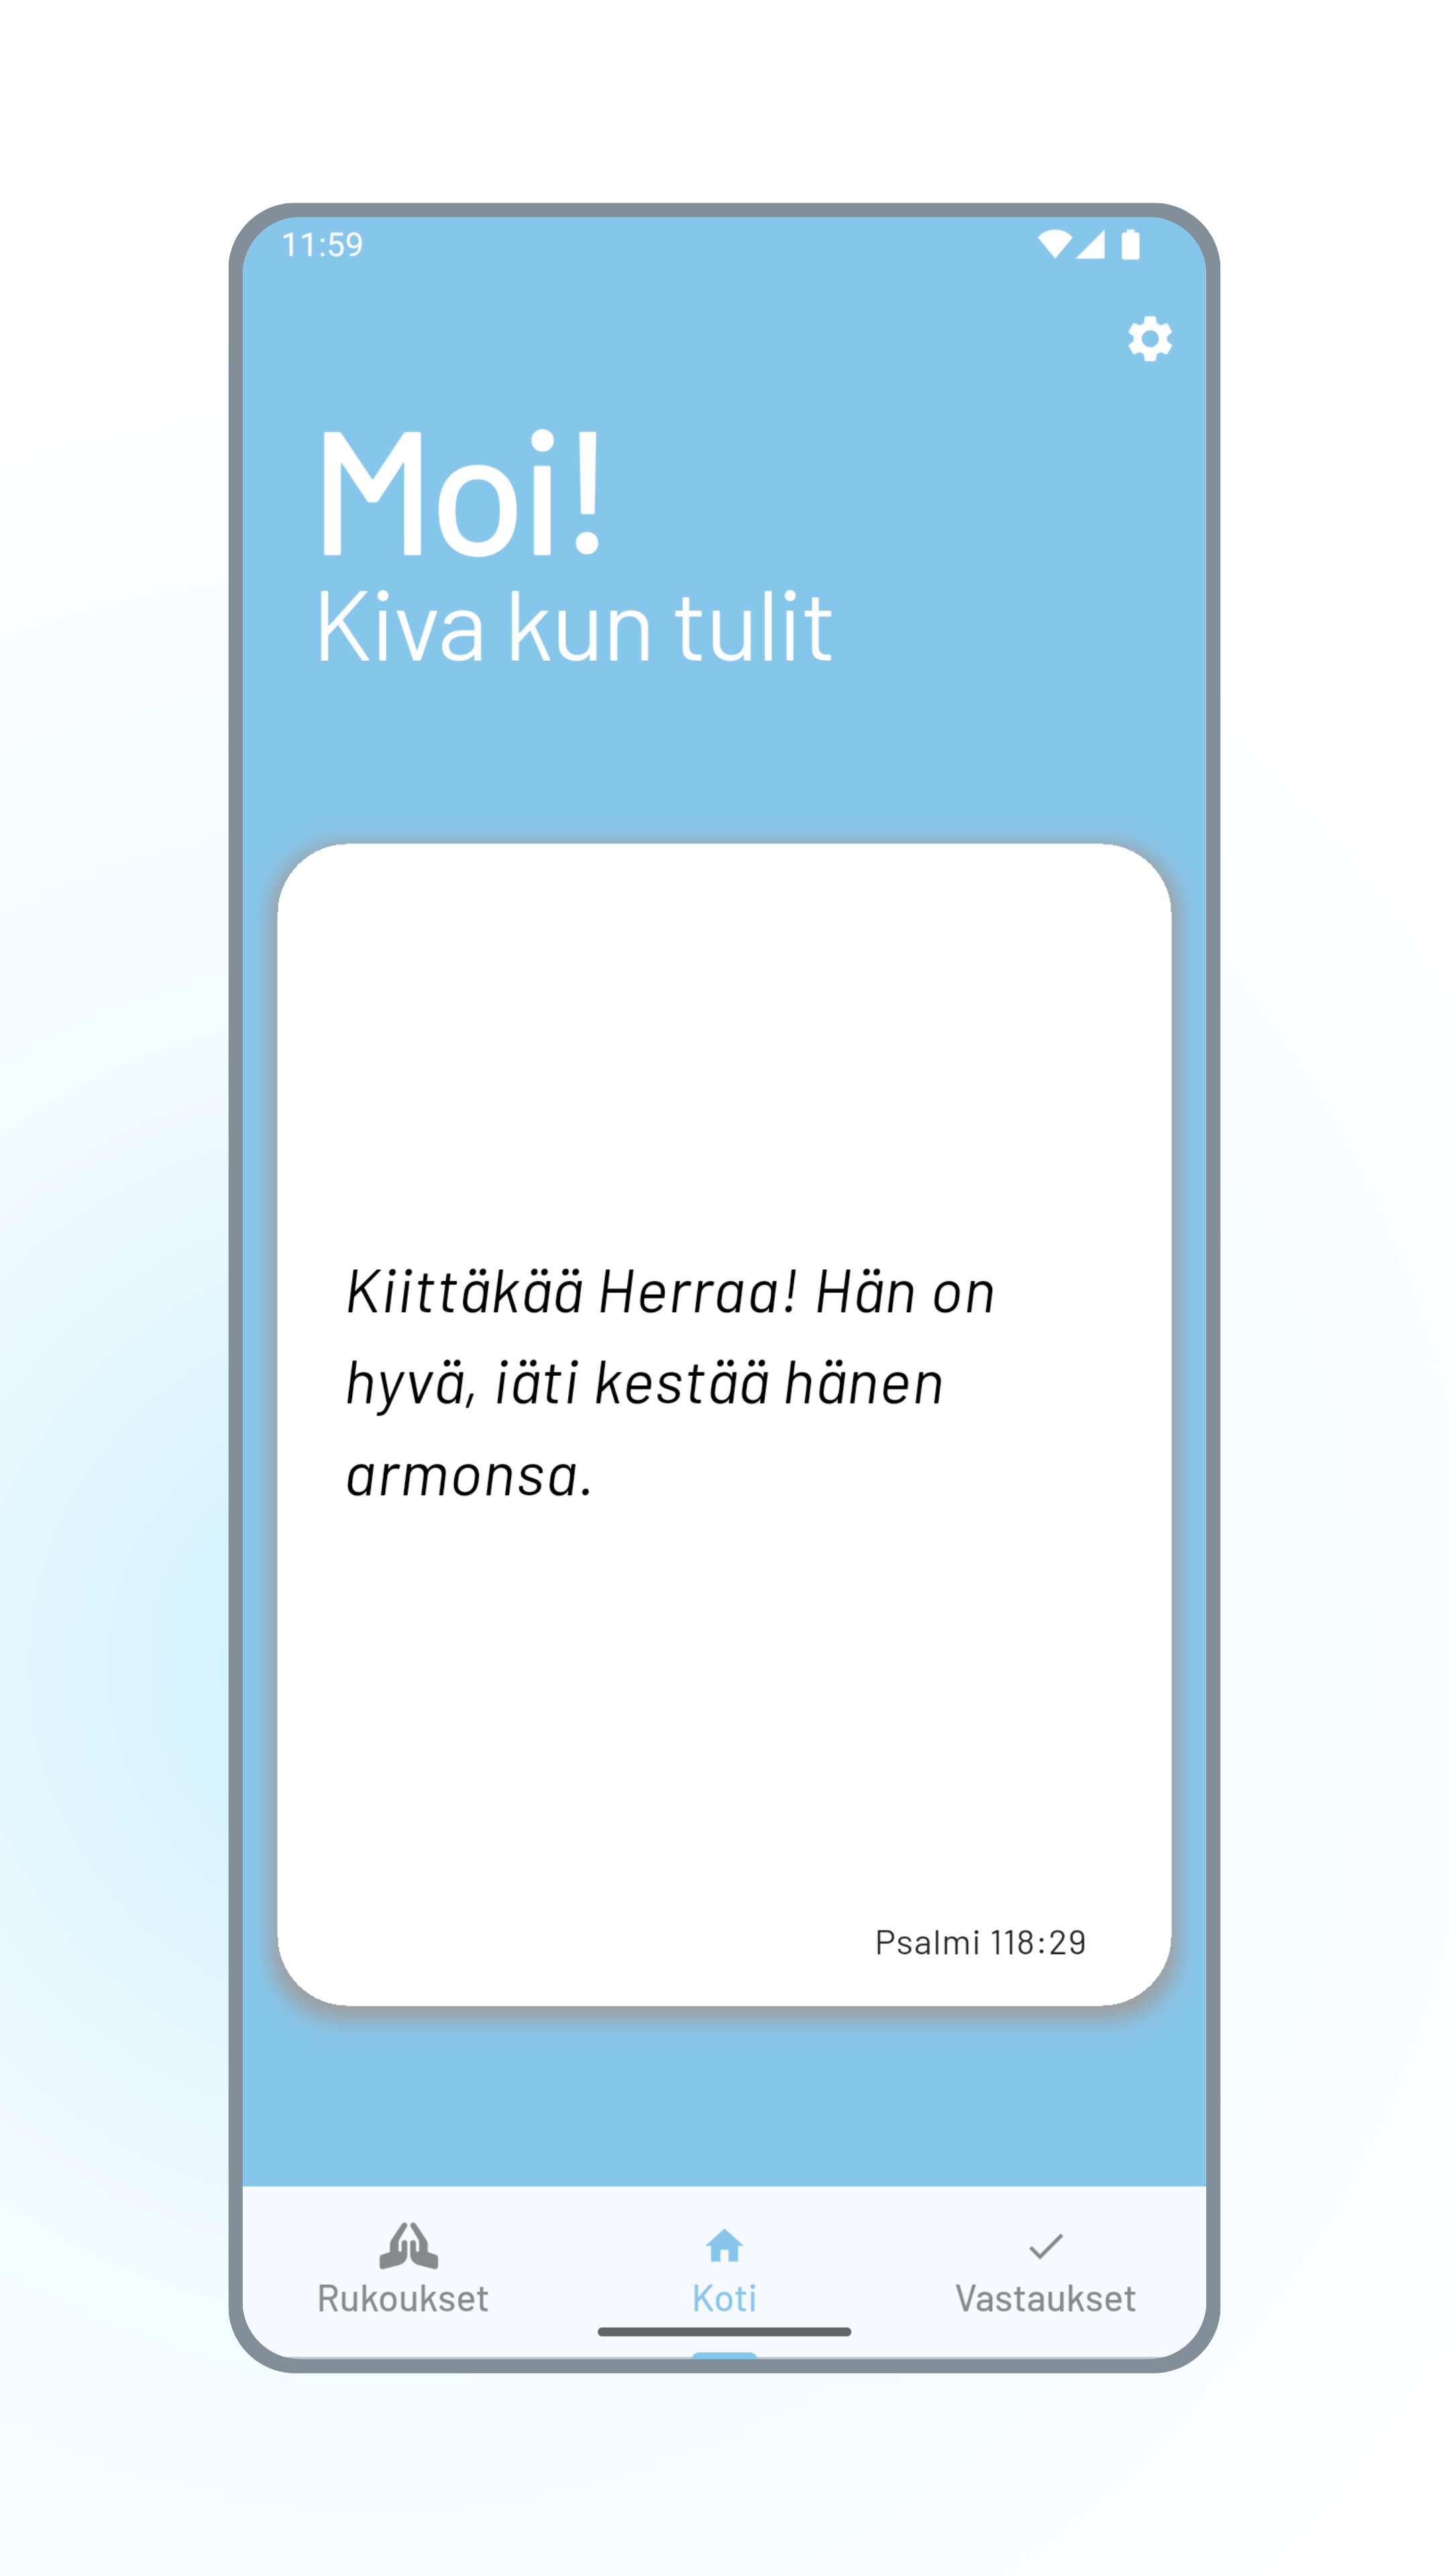 11:59
Moi!
Kiva kun tulit
Kiittäkää Herraa! Hän on
hyvä, iäti kestää hänen
armonsa.
Psalmi 118:29
Rukoukset
Koti
Vastaukset